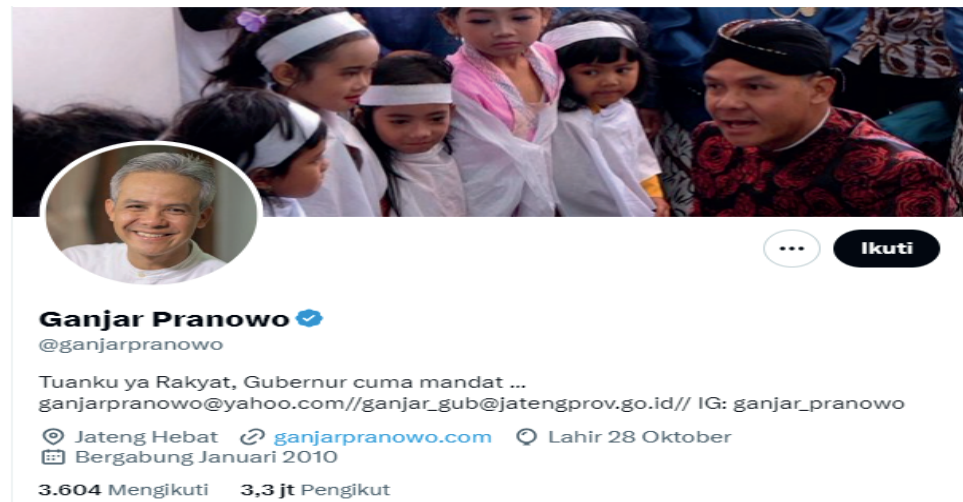 Ikuti
Ganjar Pranowo
@ganjarpranowo
Tuanku ya Rakyat, Gubernur cuma mandat ...
ganjarpranowo@yahoo.com//ganjar_gub@jatengprov.go.id// IG: ganjar_pranowo
Jateng Hebat ganjarpranowo.com Lahir 28 Oktober
Bergabung Januari 2010
3.604 Mengikuti 3,3 jt Pengikut